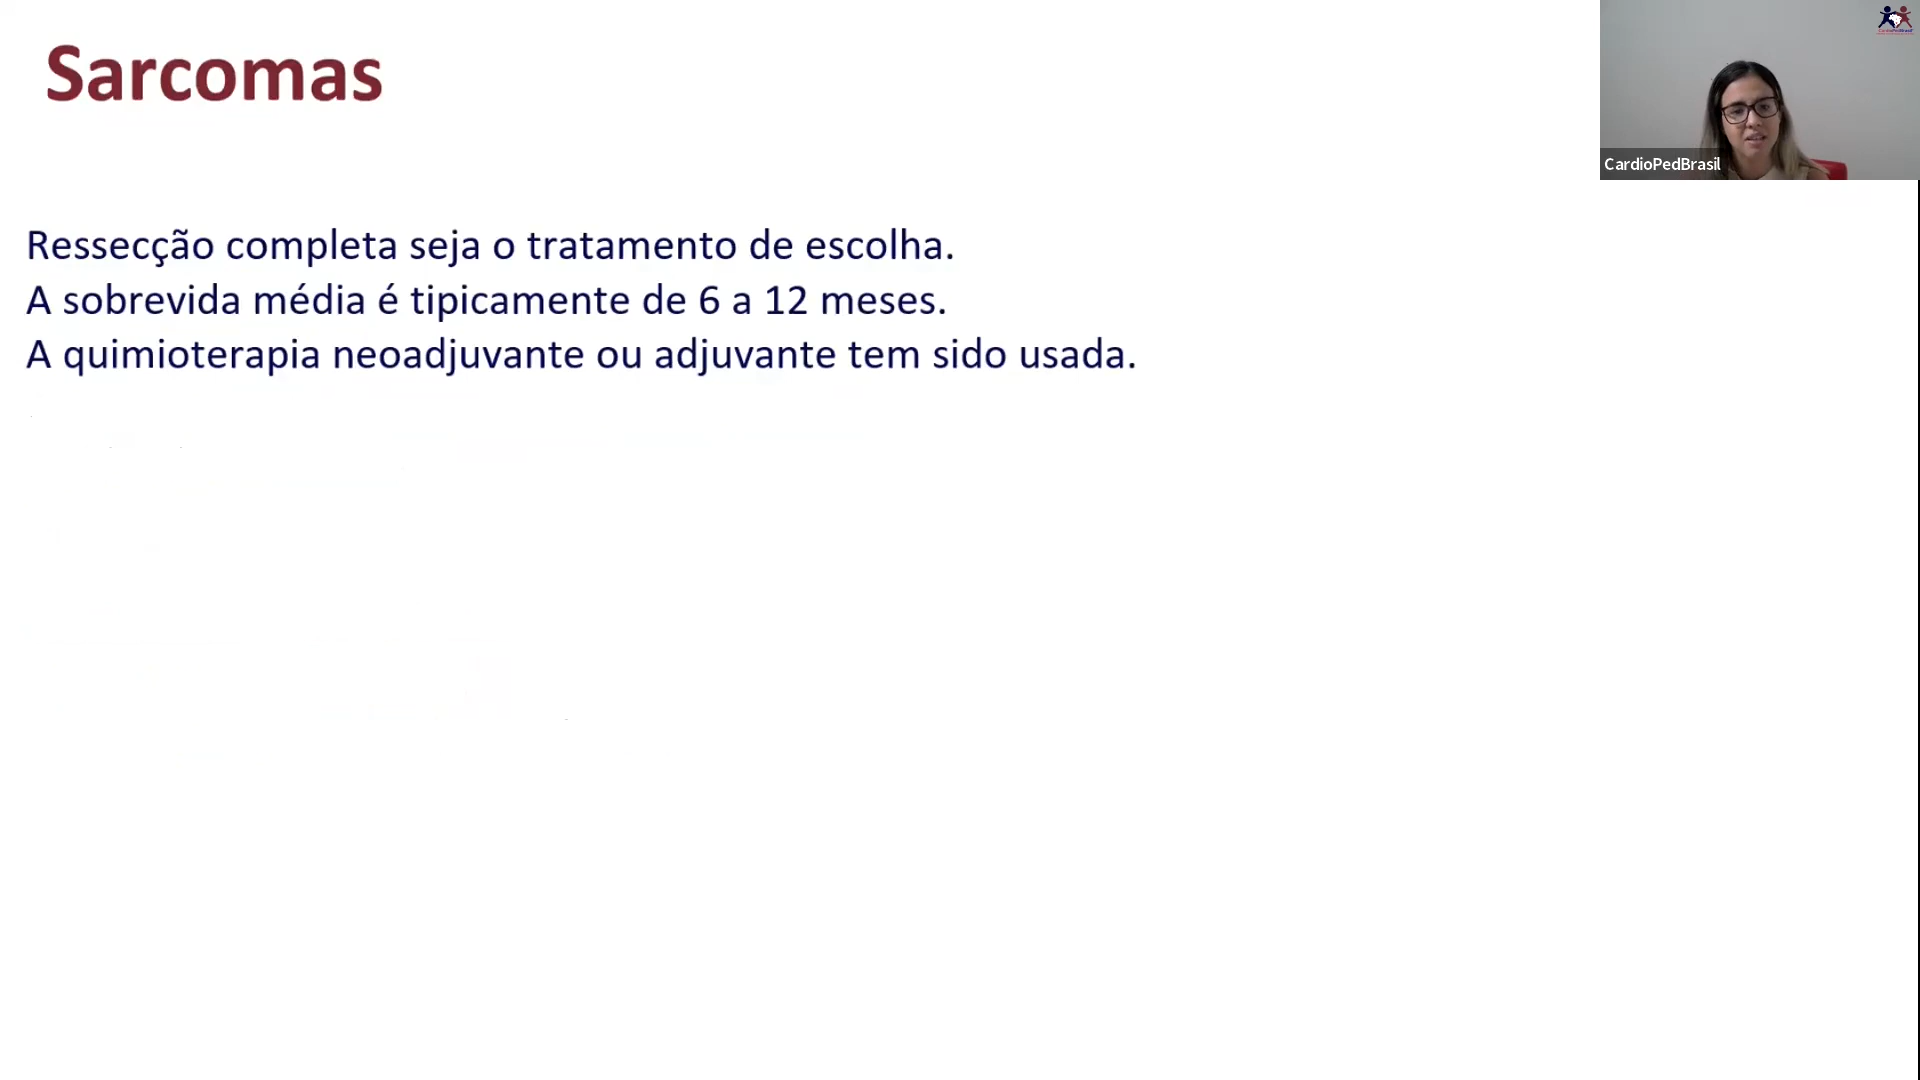 Sarcomas
CardioPedBrasil
Ressecção completa seja o tratamento de escolha.
A sobrevida média é tipicamente de 6 a 12 meses.
A quimioterapia neoadjuvante ou adjuvante tem sido usada.